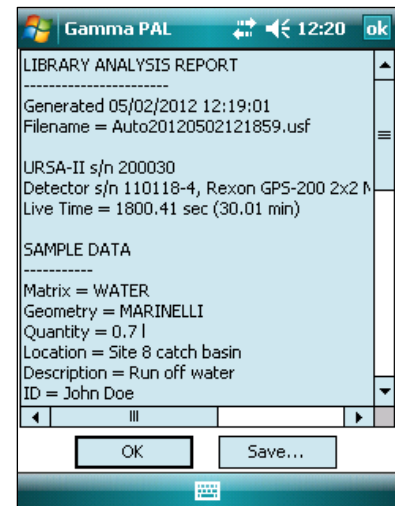 Gamma PAL 12:20 ok
LIBRARY ANALYSIS REPORT
-----------------------
Generated 05/02/2012 12:19:01
Filename = Auto20120502121859.usf
URSA-II s/n 200030
Detector s/n 110118-4, Rexon GPS-200 2x2
Live Time = 1800.41 sec (30.01 min)
SAMPLE DATA
-----------
Matrix = WATER
Geometry = MARINELLI
Quantity = 0.7 l
Location = Site 8 catch basin
Description = Run off water
ID = John Doe
OK Save...